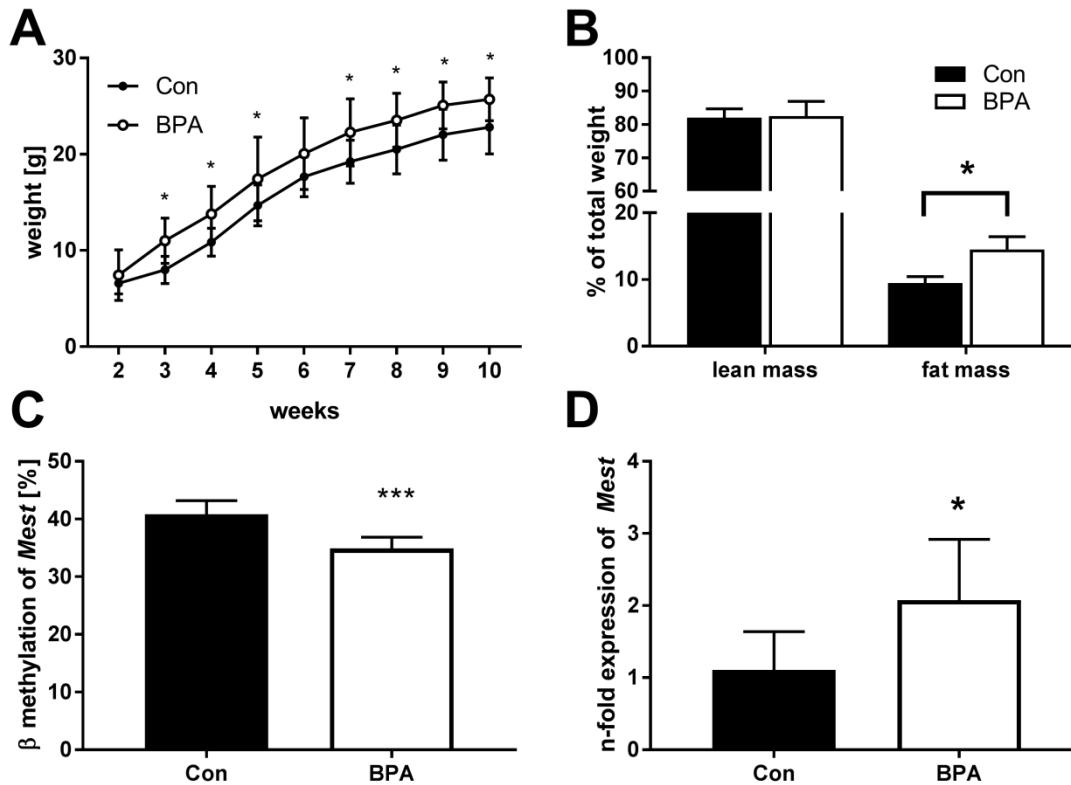 A
30
20
10
0
weight [g]
Con
BPA
* * * * * * *
2 3 4 5 6 7 8 9 10
weeks
B
100
90
80
70
60
20
10
0
% of total weight
Con
BPA
*
lean mass fat mass
C
50
40
30
20
10
0
β methylation of Mest [%]
***
Con BPA
D
4
3
2
1
0
n-fold expression of Mest
*
Con BPA